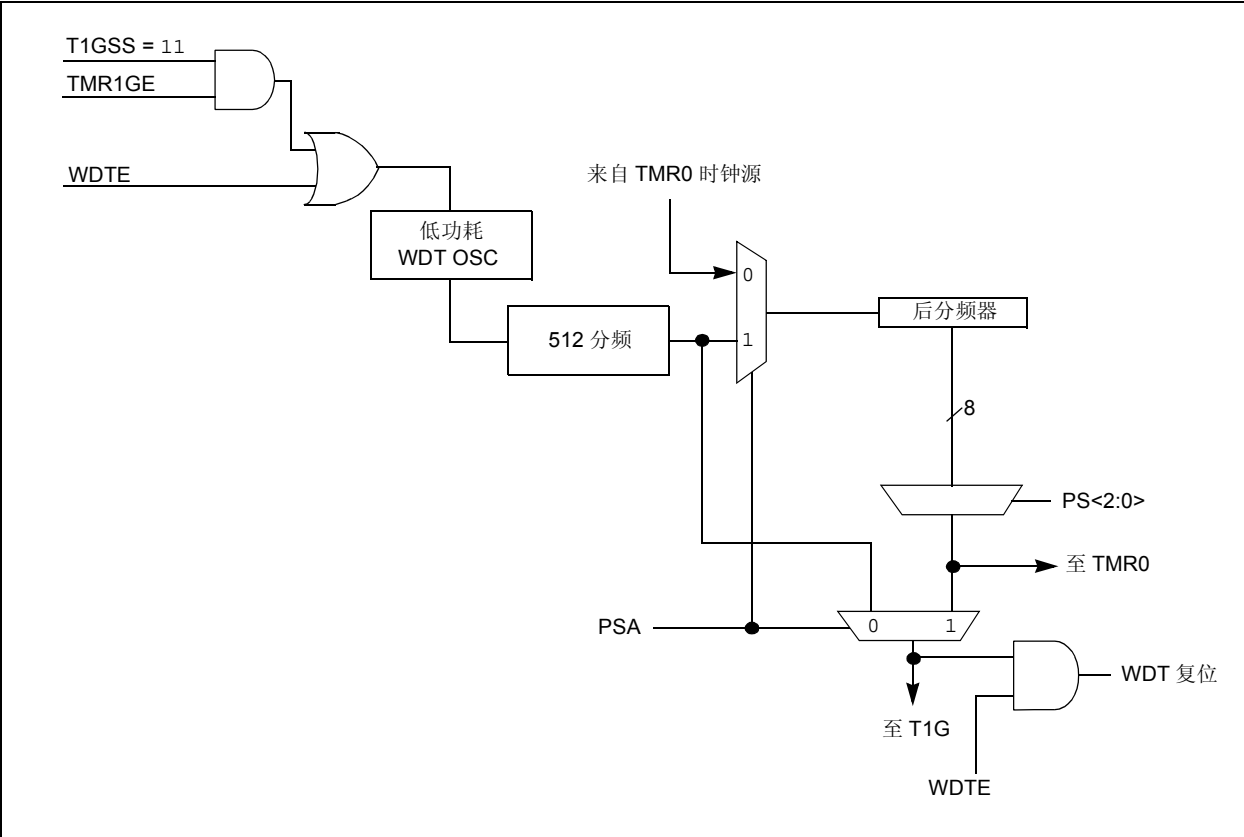 T1GSS = 11
TMR1GE
WDTE
来自 TMR0 时钟源
低功耗
WDT OSC
0
后分频器
512 分频
1
8
PS<2:0>
至 TMR0
PSA
0
1
WDT 复位
至 T1G
WDTE